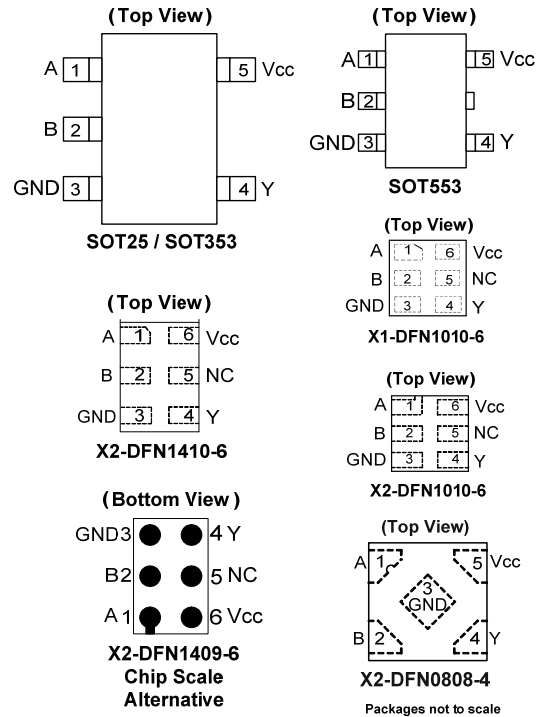 (Top View)
A 1 5 Vcc
B 2
GND 3 4 Y
SOT25 / SOT353
(Top View)
A 1 5 Vcc
B 2
GND 3 4 Y
SOT553
(Top View)
A 1 6 Vcc
B 2 5 NC
GND 3 4 Y
X1-DFN1010-6
(Top View)
A 1 6 Vcc
B 2 5 NC
GND 3 4 Y
X2-DFN1410-6
(Top View)
A 1 6 Vcc
B 2 5 NC
GND 3 4 Y
X2-DFN1010-6
(Bottom View)
GND 3 4 Y
B 2 5 NC
A 1 6 Vcc
X2-DFN1409-6
Chip Scale
Alternative
(Top View)
A 1 5 Vcc
3
GND
B 2 4 Y
X2-DFN0808-4
Packages not to scale